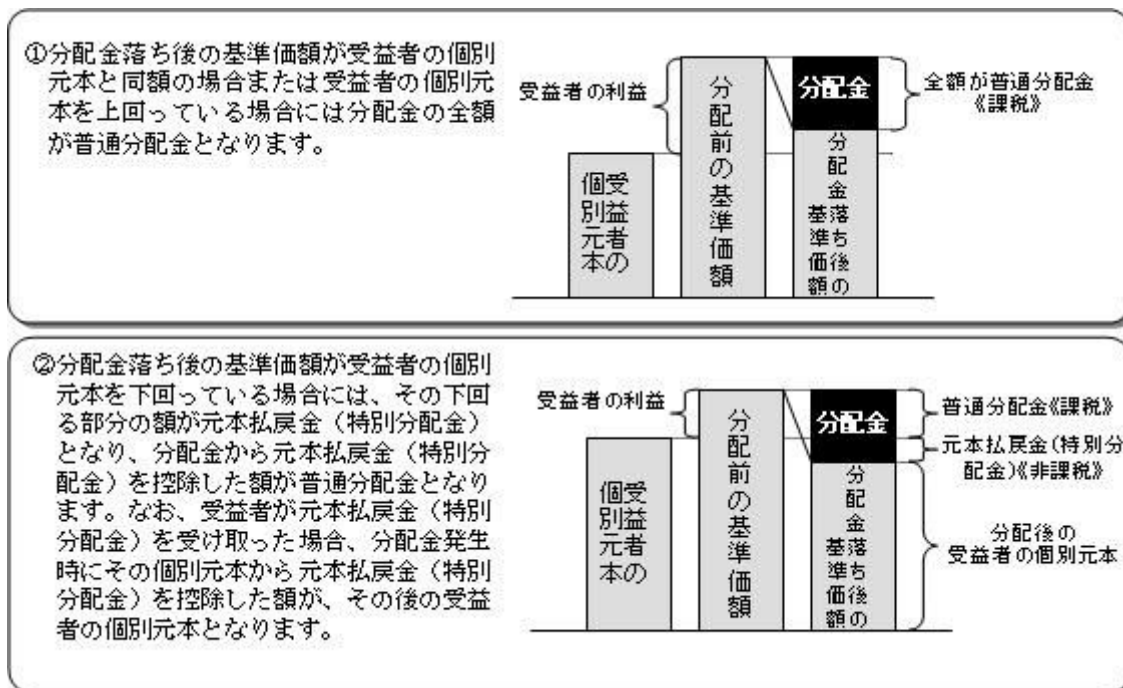 ①分配金落ち後の基準価額が受益者の個別
元本と同額の場合または受益者の個別元
本を上回っている場合には分配金の全額
が普通分配金となります。
受益者の利益
受益者の
個別元本
分配前の基準価額
分配金
分配金落ち後の
基準価額
全額が普通分配金
《課税》
②分配金落ち後の基準価額が受益者の個別
元本を下回っている場合には、その下回
る部分の額が元本払戻金（特別分配金）
となり、分配金から元本払戻金（特別分
配金）を控除した額が普通分配金となり
ます。なお、受益者が元本払戻金（特別
分配金）を受け取った場合、分配金発生
時にその個別元本から元本払戻金（特別
分配金）を控除した額が、その後の受益
者の個別元本となります。
受益者の利益
受益者の
個別元本
分配前の基準価額
分配金
分配金落ち後の
基準価額
普通分配金《課税》
元本払戻金(特別分
配金)《非課税》
分配後の
受益者の個別元本